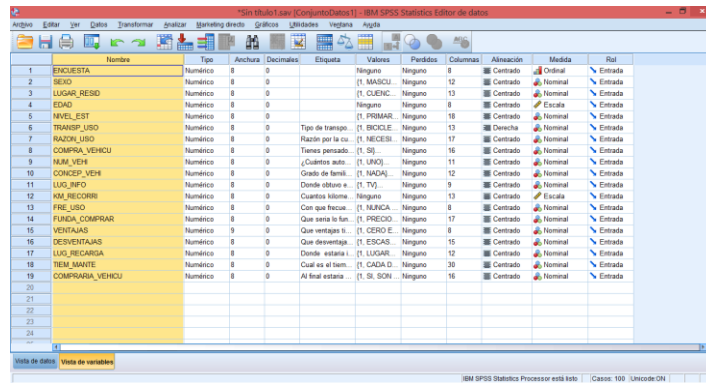 *Sin título1.sav [ConjuntoDatos1] - IBM SPSS Statistics Editor de datos
Archivo Editar Ver Datos Transformar Analizar Marketing directo Gráficos Utilidades Ventana Ayuda
Nombre Tipo Anchura Decimales Etiqueta Valores Perdidos Columnas Alineación Medida Rol
1 ENCUESTA Numérico 8 0 Ninguno Ninguno 8 Centrado Ordinal Entrada
2 SEXO Numérico 8 0 {1, MASCU... Ninguno 12 Centrado Nominal Entrada
3 LUGAR_RESID Numérico 8 0 {1, CUENC... Ninguno 13 Centrado Nominal Entrada
4 EDAD Numérico 8 0 Ninguno Ninguno 8 Centrado Escala Entrada
5 NIVEL_EST Numérico 8 0 {1, PRIMAR... Ninguno 18 Centrado Nominal Entrada
6 TRANSP_USO Numérico 8 0 Tipo de transpo... {1, BICICLE... Ninguno 13 Derecha Nominal Entrada
7 RAZON_USO Numérico 8 0 Razón por la cu... {1, NECESI... Ninguno 17 Centrado Nominal Entrada
8 COMPRA_VEHICU Numérico 8 0 Tienes pensado... {1, SI}... Ninguno 16 Centrado Nominal Entrada
9 NUM_VEHI Numérico 8 0 ¿Cuántos auto... {1, UNO}... Ninguno 11 Centrado Nominal Entrada
10 CONCEP_VEHI Numérico 8 0 Grado de famili... {1, NADA}... Ninguno 12 Centrado Nominal Entrada
11 LUG_INFO Numérico 8 0 Donde obtuvo e... {1, TV}... Ninguno 9 Centrado Nominal Entrada
12 KM_RECORRI Numérico 8 0 Cuantos kilome... Ninguno Ninguno 13 Centrado Escala Entrada
13 FRE_USO Numérico 8 0 Con que frecue... {1, NUNCA... Ninguno 8 Centrado Nominal Entrada
14 FUNDA_COMPRAR Numérico 8 0 Que seria lo fun... {1, PRECIO... Ninguno 17 Centrado Nominal Entrada
15 VENTAJAS Numérico 9 0 Que ventajas ti... {1, CERO E... Ninguno 8 Centrado Nominal Entrada
16 DESVENTAJAS Numérico 8 0 Que desventaja... {1, ESCAS... Ninguno 15 Centrado Nominal Entrada
17 LUG_RECARGA Numérico 8 0 Donde estaria i... {1, LUGAR... Ninguno 12 Centrado Nominal Entrada
18 TIEM_MANTE Numérico 8 0 Cual es el tiem... {1, CADA D... Ninguno 30 Centrado Nominal Entrada
19 COMPRARIA_VEHICU Numérico 8 0 Al final estaria ... {1, SI, SON ... Ninguno 16 Centrado Nominal Entrada
20
21
22
23
24
Vista de datos Vista de variables
IBM SPSS Statistics Processor está listo Casos: 100 Unicode:ON